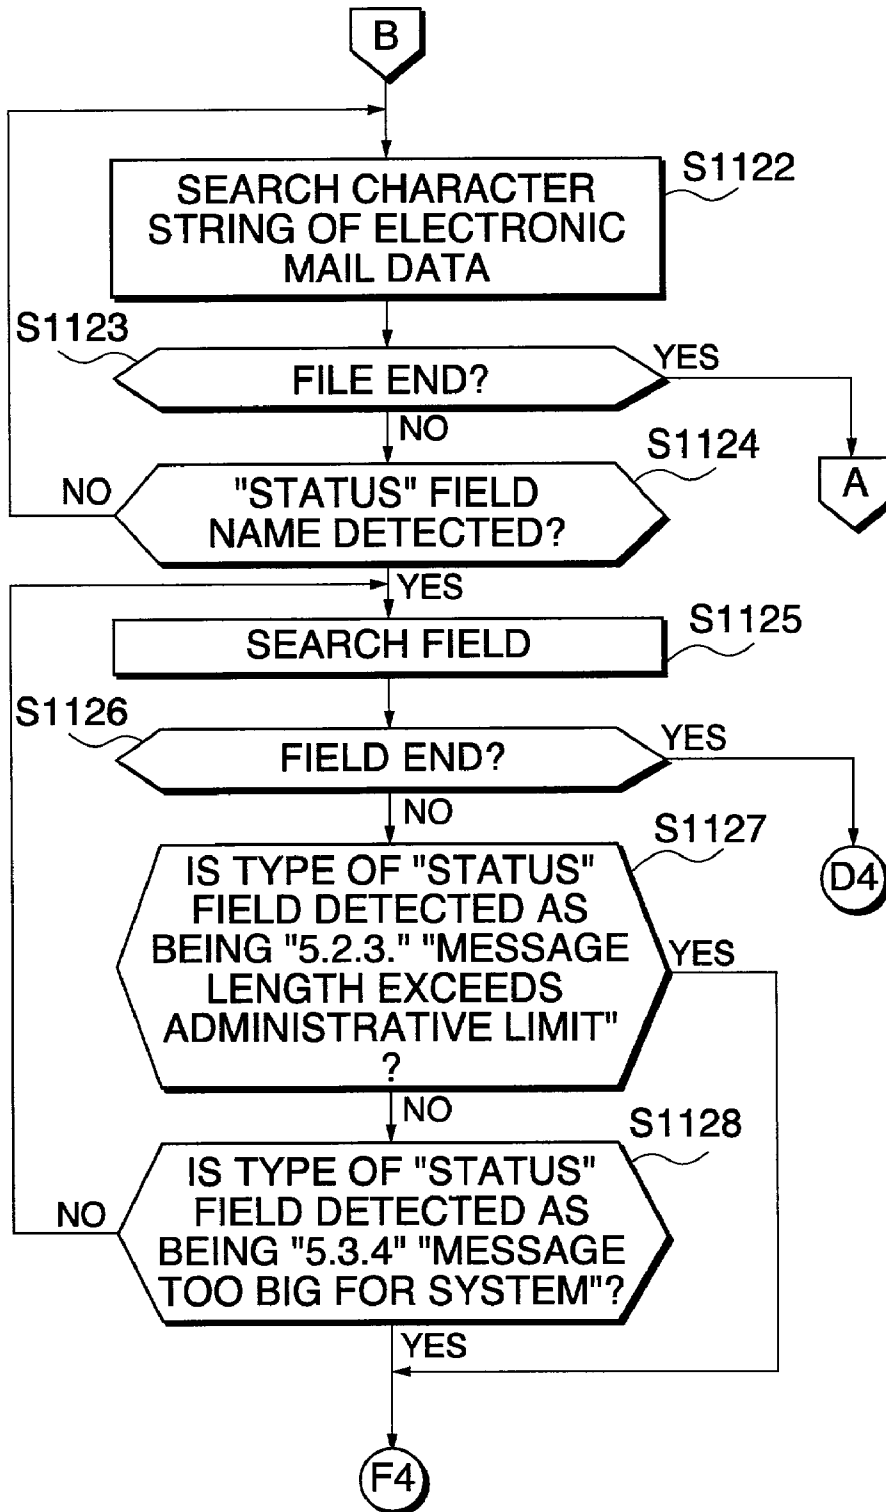 B
S1122
SEARCH CHARACTER
STRING OF ELECTRONIC
MAIL DATA
S1123
FILE END?
YES
NO
A
S1124
"STATUS" FIELD
NAME DETECTED?
NO
YES
S1125
SEARCH FIELD
S1126
FIELD END?
YES
NO
D4
S1127
IS TYPE OF "STATUS"
FIELD DETECTED AS
BEING "5.2.3." "MESSAGE
LENGTH EXCEEDS
ADMINISTRATIVE LIMIT"
?
YES
NO
S1128
IS TYPE OF "STATUS"
FIELD DETECTED AS
BEING "5.3.4" "MESSAGE
TOO BIG FOR SYSTEM"?
NO
YES
F4